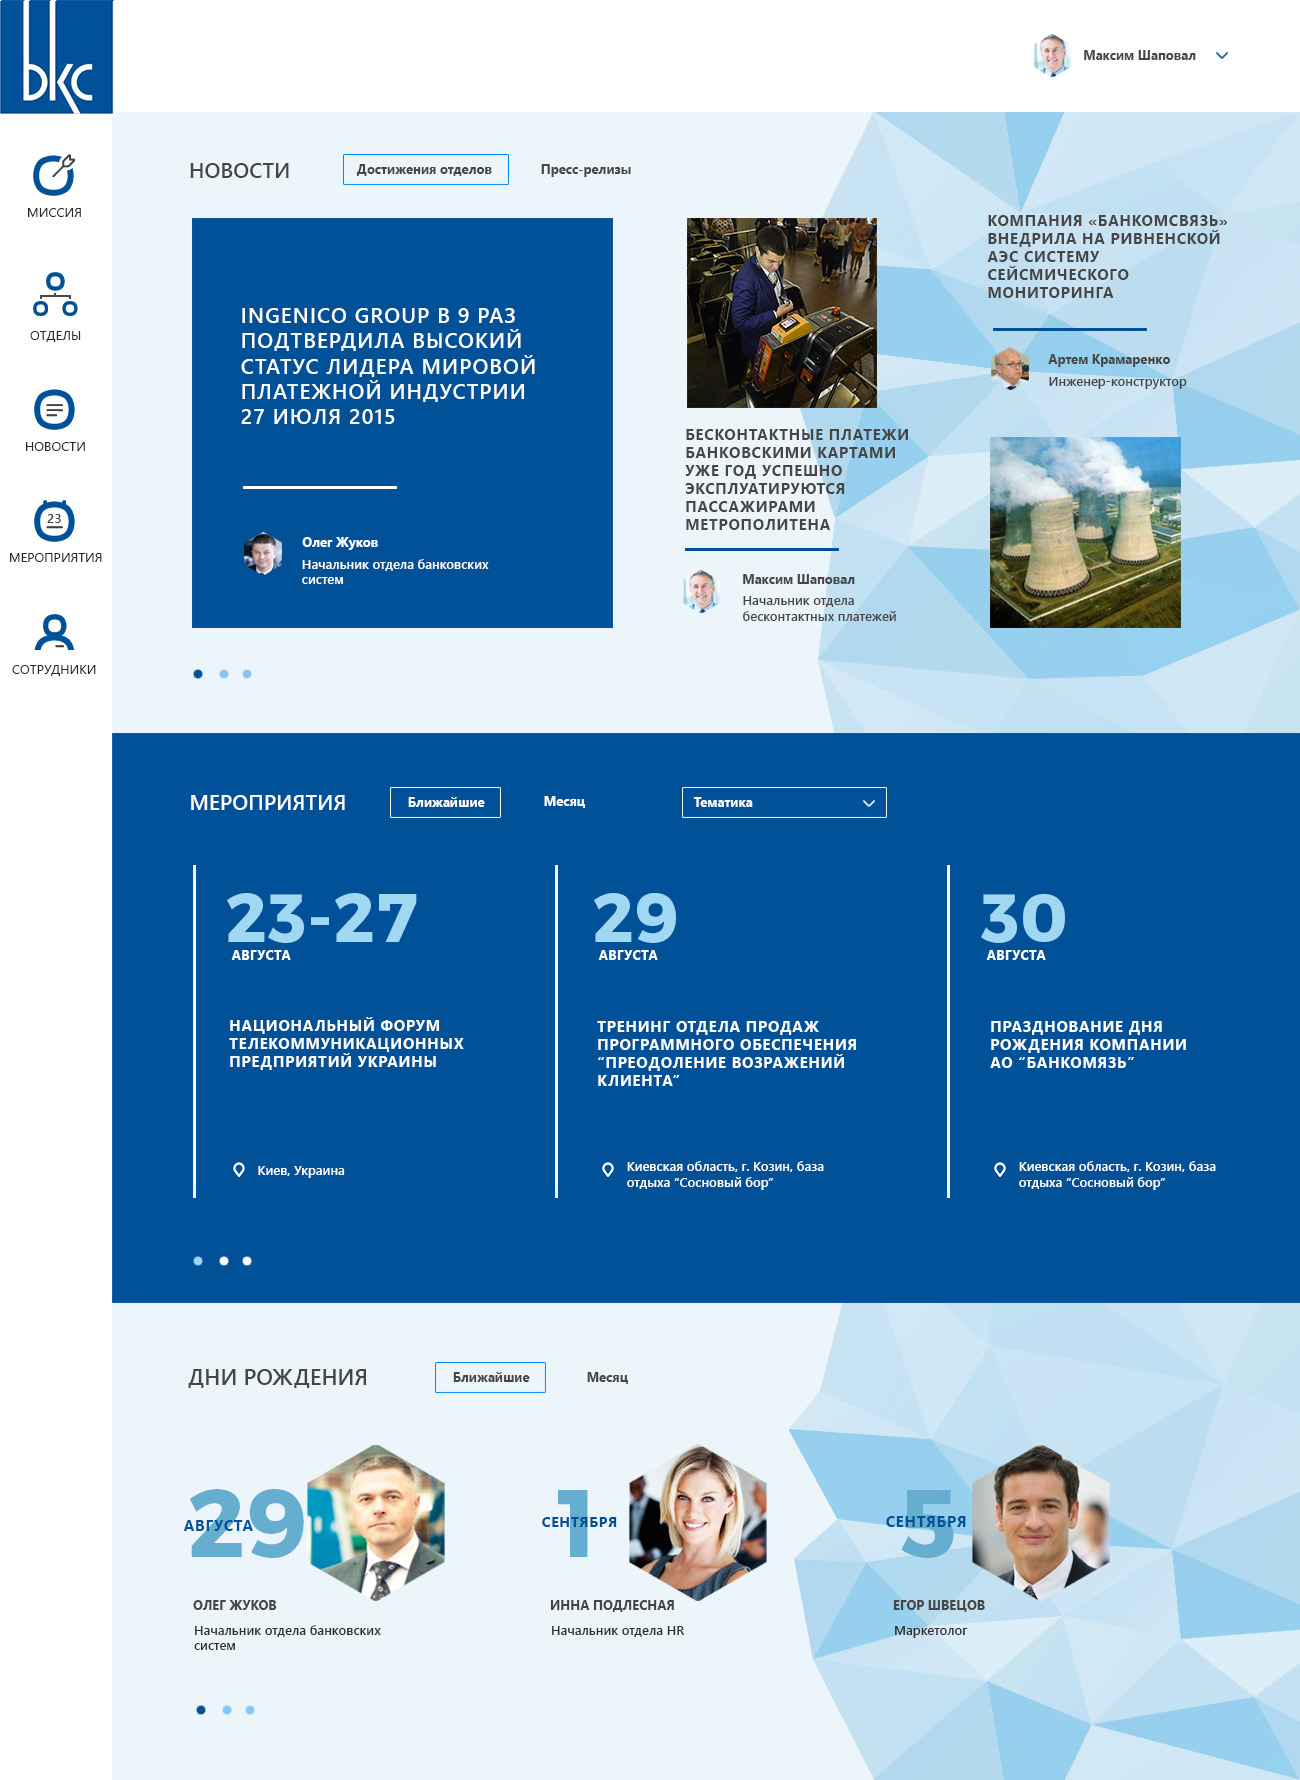 bkc
Максим Шаповал
МИССИЯ
ОТДЕЛЫ
НОВОСТИ
23
МЕРОПРИЯТИЯ
СОТРУДНИКИ
НОВОСТИ
Достижения отделов
Пресс-релизы
INGENICO GROUP В 9 РАЗ
ПОДТВЕРДИЛА ВЫСОКИЙ
СТАТУС ЛИДЕРА МИРОВОЙ
ПЛАТЕЖНОЙ ИНДУСТРИИ
27 ИЮЛЯ 2015
Олег Жуков
Начальник отдела банковских
систем
БЕСКОНТАКТНЫЕ ПЛАТЕЖИ
БАНКОВСКИМИ КАРТАМИ
УЖЕ ГОД УСПЕШНО
ЭКСПЛУАТИРУЮТСЯ
ПАССАЖИРАМИ
МЕТРОПОЛИТЕНА
Максим Шаповал
Начальник отдела
бесконтактных платежей
КОМПАНИЯ «БАНКОМСВЯЗЬ»
ВНЕДРИЛА НА РИВНЕНСКОЙ
АЭС СИСТЕМУ
СЕЙСМИЧЕСКОГО
МОНИТОРИНГА
Артем Крамаренко
Инженер-конструктор
МЕРОПРИЯТИЯ
Ближайшие
Месяц
Тематика
23-27
АВГУСТА
НАЦИОНАЛЬНЫЙ ФОРУМ
ТЕЛЕКОММУНИКАЦИОННЫХ
ПРЕДПРИЯТИЙ УКРАИНЫ
Киев, Украина
29
АВГУСТА
ТРЕНИНГ ОТДЕЛА ПРОДАЖ
ПРОГРАММНОГО ОБЕСПЕЧЕНИЯ
“ПРЕОДОЛЕНИЕ ВОЗРАЖЕНИЙ
КЛИЕНТА”
Киевская область, г. Козин, база
отдыха “Сосновый бор”
30
АВГУСТА
ПРАЗДНОВАНИЕ ДНЯ
РОЖДЕНИЯ КОМПАНИИ
АО “БАНКОМЯЗЬ”
Киевская область, г. Козин, база
отдыха “Сосновый бор”
ДНИ РОЖДЕНИЯ
Ближайшие
Месяц
29
АВГУСТА
ОЛЕГ ЖУКОВ
Начальник отдела банковских
систем
1
СЕНТЯБРЯ
ИННА ПОДЛЕСНАЯ
Начальник отдела HR
5
СЕНТЯБРЯ
ЕГОР ШВЕЦОВ
Маркетолог